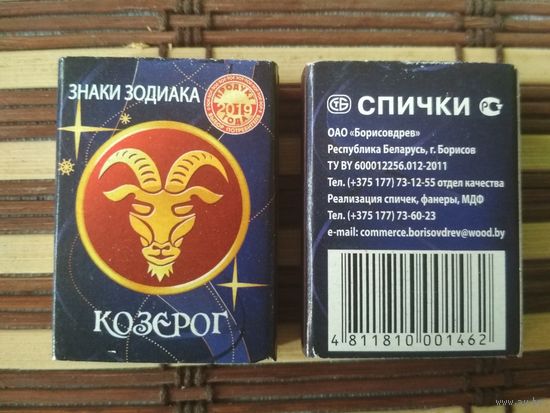 ЗНАКИ ЗОДИАКА
ПРОДУКТ
2019
ГОДА
КОЗЕРОГ
СПИЧКИ
ОАО «Борисовдрев»
Республика Беларусь, г. Борисов
ТУ BY 600012256.012-2011
Тел. (+375 177) 73-12-55 отдел качества
Реализация спичек, фанеры, МДФ
Тел. (+375 177) 73-60-23
e-mail: commerce.borisovdrev@wood.by
4 811810 001462